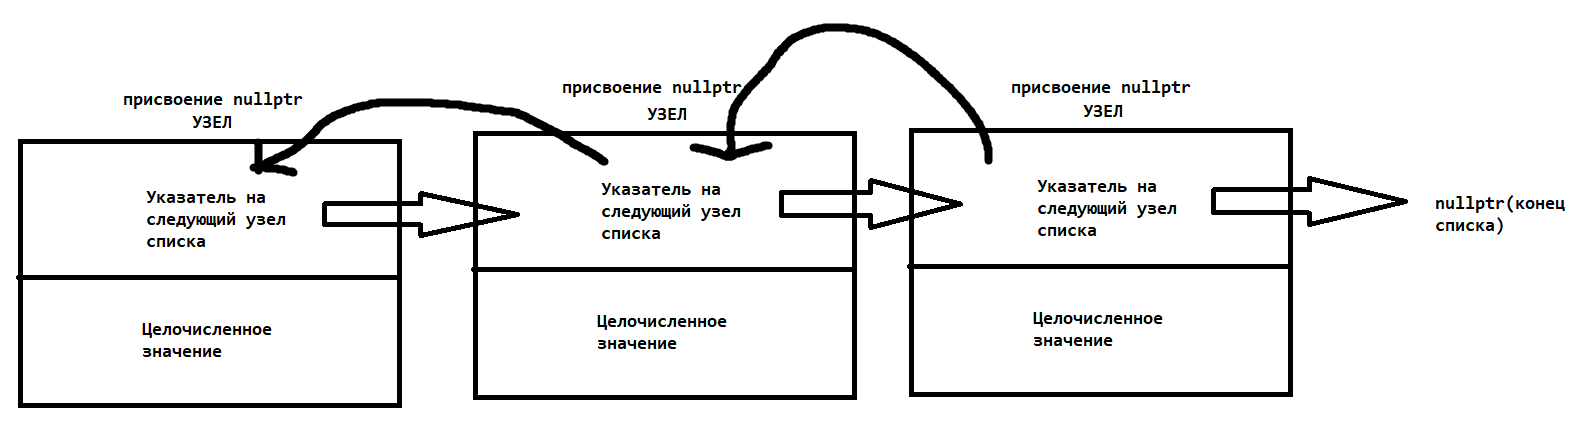 присвоение nullptr
УЗЕЛ
Указатель на
следующий узел
списка
Целочисленное
значение
присвоение nullptr
УЗЕЛ
Указатель на
следующий узел
списка
Целочисленное
значение
присвоение nullptr
УЗЕЛ
Указатель на
следующий узел
списка
Целочисленное
значение
nullptr(конец
списка)